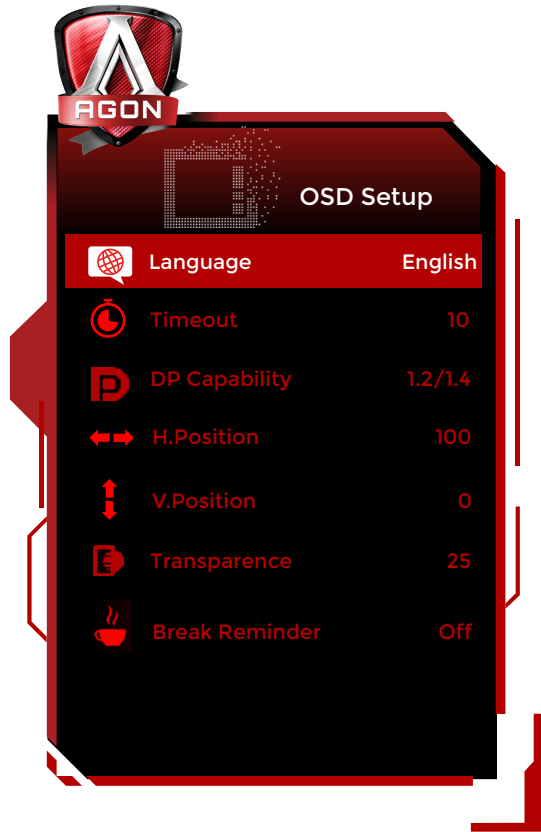 AGON
OSD Setup
Language English
Timeout 10
DP Capability 1.2/1.4
H.Position 100
V.Position 0
Transparence 25
Break Reminder Off